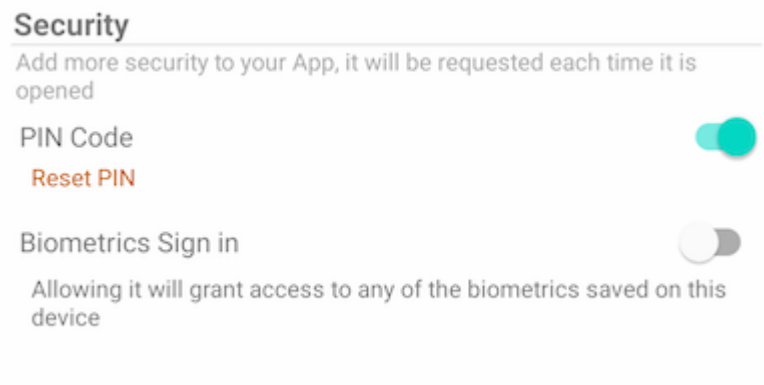 Security
Add more security to your App, it will be requested each time it is
opened
PIN Code
Reset PIN
Biometrics Sign in
Allowing it will grant access to any of the biometrics saved on this
device